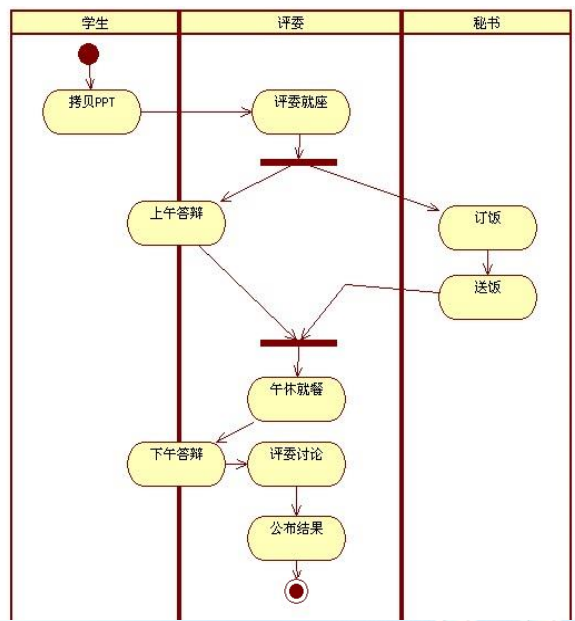 学生
评委
秘书
拷贝PPT
评委就座
上午答辩
订饭
送饭
午休就餐
下午答辩
评委讨论
公布结果